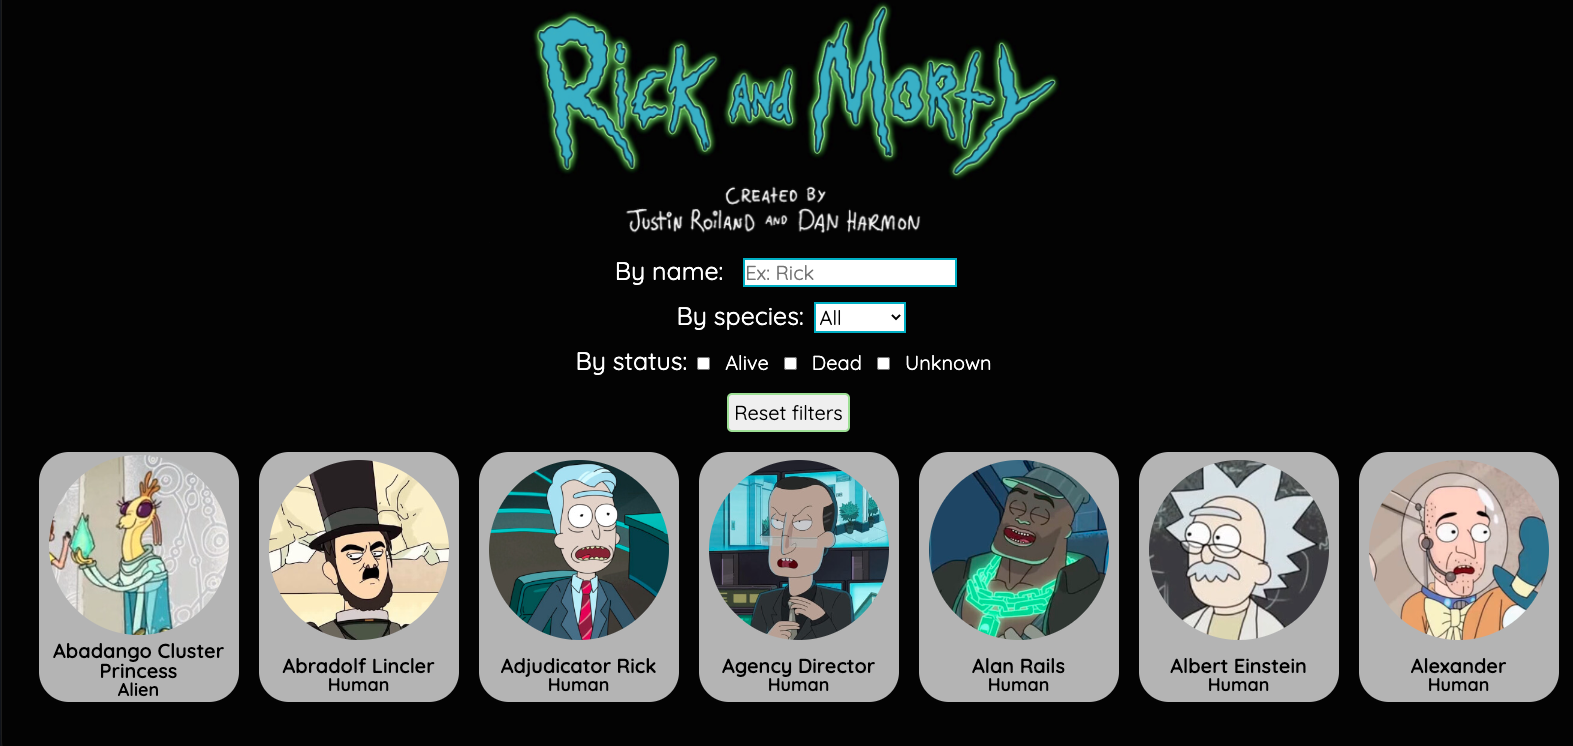 Rick and Morty
Created by
Justin Roiland and Dan Harmon
By name: Ex: Rick
By species: All
By status: Alive Dead Unknown
Reset filters
Abadango Cluster
Princess
Alien
Abradolf Lincler
Human
Adjudicator Rick
Human
Agency Director
Human
Alan Rails
Human
Albert Einstein
Human
Alexander
Human